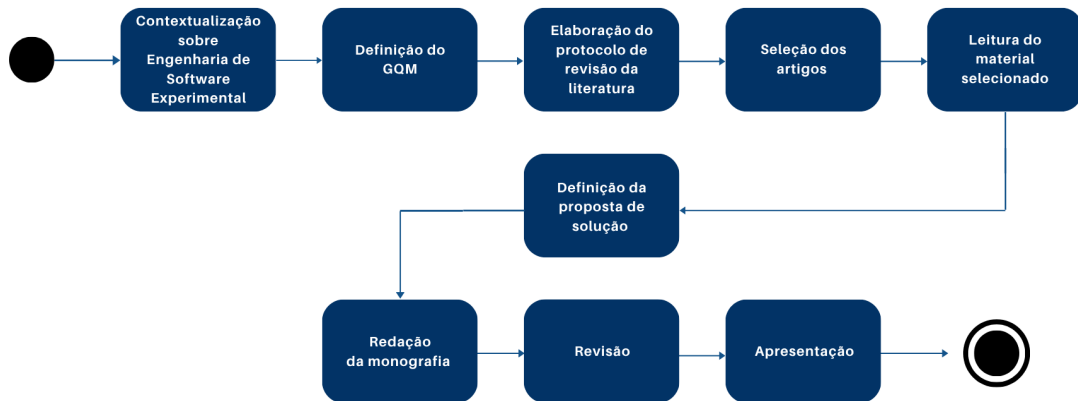 Contextualização
sobre
Engenharia de
Software
Experimental
Definição do
GQM
Elaboração do
protocolo de
revisão da
literatura
Seleção dos
artigos
Leitura do
material
selecionado
Definição da
proposta de
solução
Redação
da monografia
Revisão
Apresentação